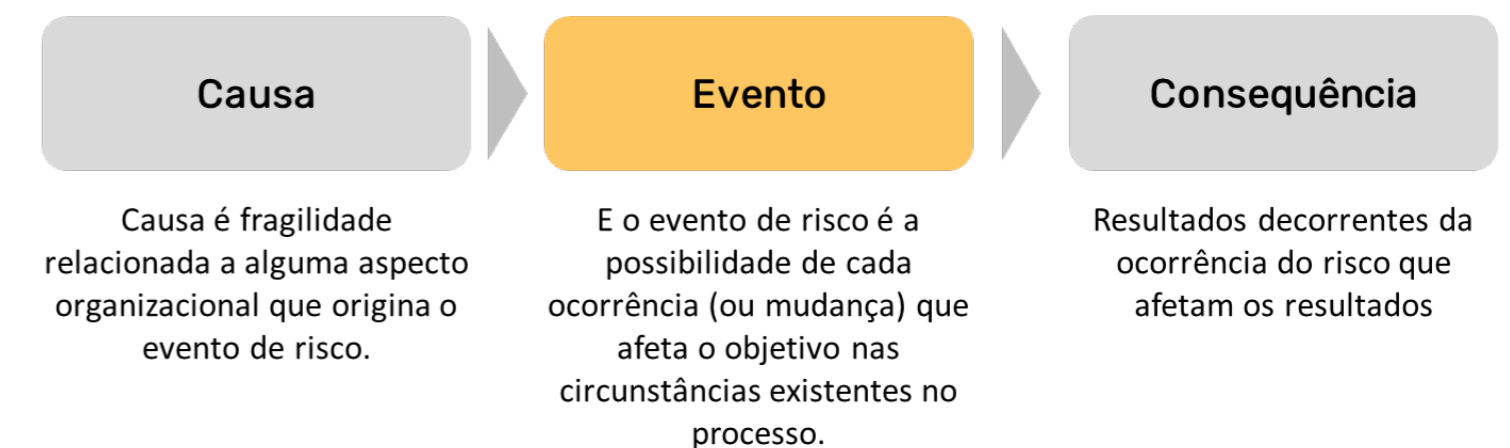 Causa
Evento
Consequência
Causa é fragilidade
relacionada a alguma aspecto
organizacional que origina o
evento de risco.
E o evento de risco é a
possibilidade de cada
ocorrência (ou mudança) que
afeta o objetivo nas
circunstâncias existentes no
processo.
Resultados decorrentes da
ocorrência do risco que
afetam os resultados